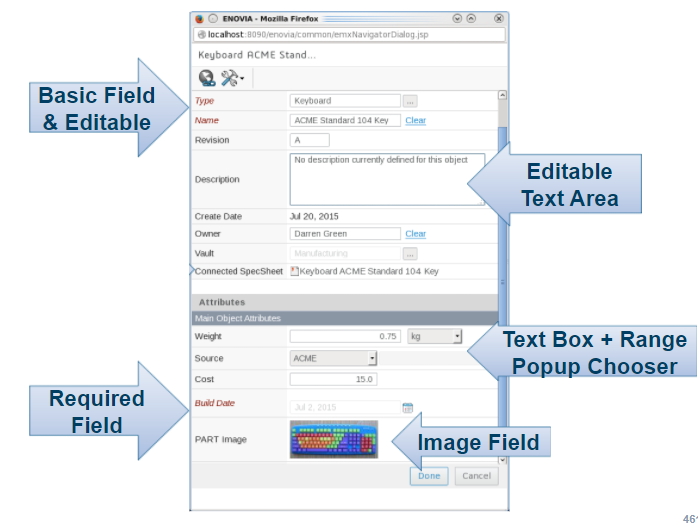 ENOVIA - Mozilla Firefox
localhost:8090/enovia/common/emxNavigatorDialog.jsp
Keyboard ACME Stand...
Basic Field
& Editable
Type Keyboard ...
Name ACME Standard 104 Key Clear
Revision A
Description No description currently defined for this object
Editable
Text Area
Create Date Jul 20, 2015
Owner Darren Green Clear
Vault Manufacturing ...
Connected SpecSheet Keyboard ACME Standard 104 Key
Attributes
Main Object Attributes
Weight 0.75 kg
Text Box + Range
Popup Chooser
Source ACME
Cost 15.0
Required
Field
Build Date Jul 2, 2015
PART Image
Image Field
Done Cancel